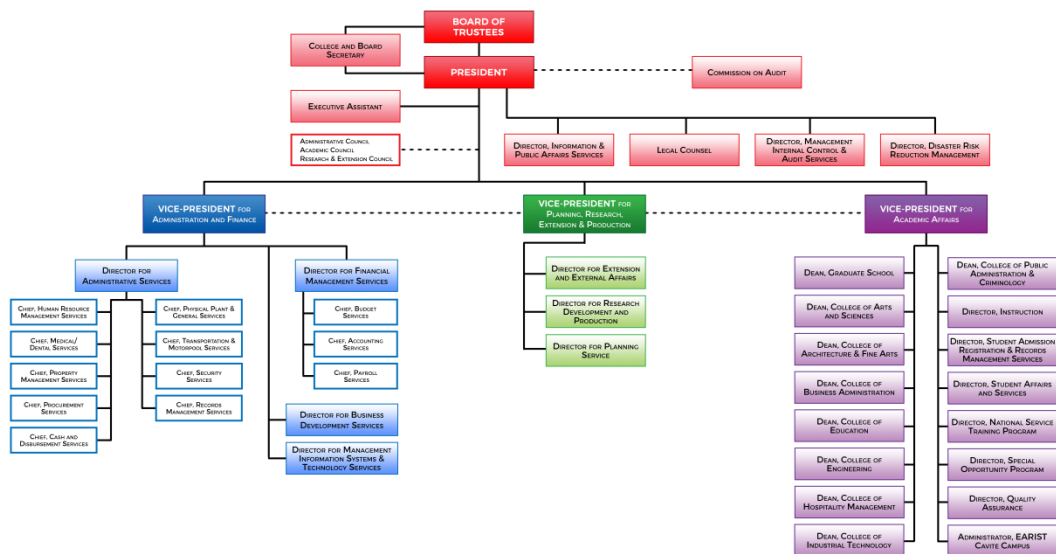 BOARD OF
TRUSTEES
COLLEGE AND BOARD
SECRETARY
PRESIDENT
COMMISSION ON AUDIT
EXECUTIVE ASSISTANT
ADMINISTRATIVE COUNCIL
ACADEMIC COUNCIL
RESEARCH & EXTENSION COUNCIL
DIRECTOR, INFORMATION &
PUBLIC AFFAIRS SERVICES
LEGAL COUNSEL
DIRECTOR, MANAGEMENT
INTERNAL CONTROL &
AUDIT SERVICES
DIRECTOR, DISASTER RISK
REDUCTION MANAGEMENT
VICE-PRESIDENT FOR
ADMINISTRATION AND FINANCE
VICE-PRESIDENT FOR
PLANNING, RESEARCH,
EXTENSION & PRODUCTION
VICE-PRESIDENT FOR
ACADEMIC AFFAIRS
DIRECTOR FOR
ADMINISTRATIVE SERVICES
CHIEF, HUMAN RESOURCE
MANAGEMENT SERVICES
CHIEF, MEDICAL/
DENTAL SERVICES
CHIEF, PROPERTY
MANAGEMENT SERVICES
CHIEF, PROCUREMENT
SERVICES
CHIEF, CASH AND
DISBURSEMENT SERVICES
CHIEF, PHYSICAL PLANT &
GENERAL SERVICES
CHIEF, TRANSPORTATION &
MOTORPOOL SERVICES
CHIEF, SECURITY
SERVICES
CHIEF, RECORDS
MANAGEMENT SERVICES
DIRECTOR FOR FINANCIAL
MANAGEMENT SERVICES
CHIEF, BUDGET
SERVICES
CHIEF, ACCOUNTING
SERVICES
CHIEF, PAYROLL
SERVICES
DIRECTOR FOR BUSINESS
DEVELOPMENT SERVICES
DIRECTOR FOR MANAGEMENT
INFORMATION SYSTEMS &
TECHNOLOGY SERVICES
DIRECTOR FOR EXTENSION
AND EXTERNAL AFFAIRS
DIRECTOR FOR RESEARCH
DEVELOPMENT AND
PRODUCTION
DIRECTOR FOR PLANNING
SERVICE
DEAN, GRADUATE SCHOOL
DEAN, COLLEGE OF ARTS
AND SCIENCES
DEAN, COLLEGE OF
ARCHITECTURE & FINE ARTS
DEAN, COLLEGE OF
BUSINESS ADMINISTRATION
DEAN, COLLEGE OF
EDUCATION
DEAN, COLLEGE OF
ENGINEERING
DEAN, COLLEGE OF
HOSPITALITY MANAGEMENT
DEAN, COLLEGE OF
INDUSTRIAL TECHNOLOGY
DEAN, COLLEGE OF PUBLIC
ADMINISTRATION &
CRIMINOLOGY
DIRECTOR, INSTRUCTION
DIRECTOR, STUDENT ADMISSION
REGISTRATION & RECORDS
MANAGEMENT SERVICES
DIRECTOR, STUDENT AFFAIRS
AND SERVICES
DIRECTOR, NATIONAL SERVICE
TRAINING PROGRAM
DIRECTOR, SPECIAL
OPPORTUNITY PROGRAM
DIRECTOR, QUALITY
ASSURANCE
ADMINISTRATOR, EARIST
CAVITE CAMPUS